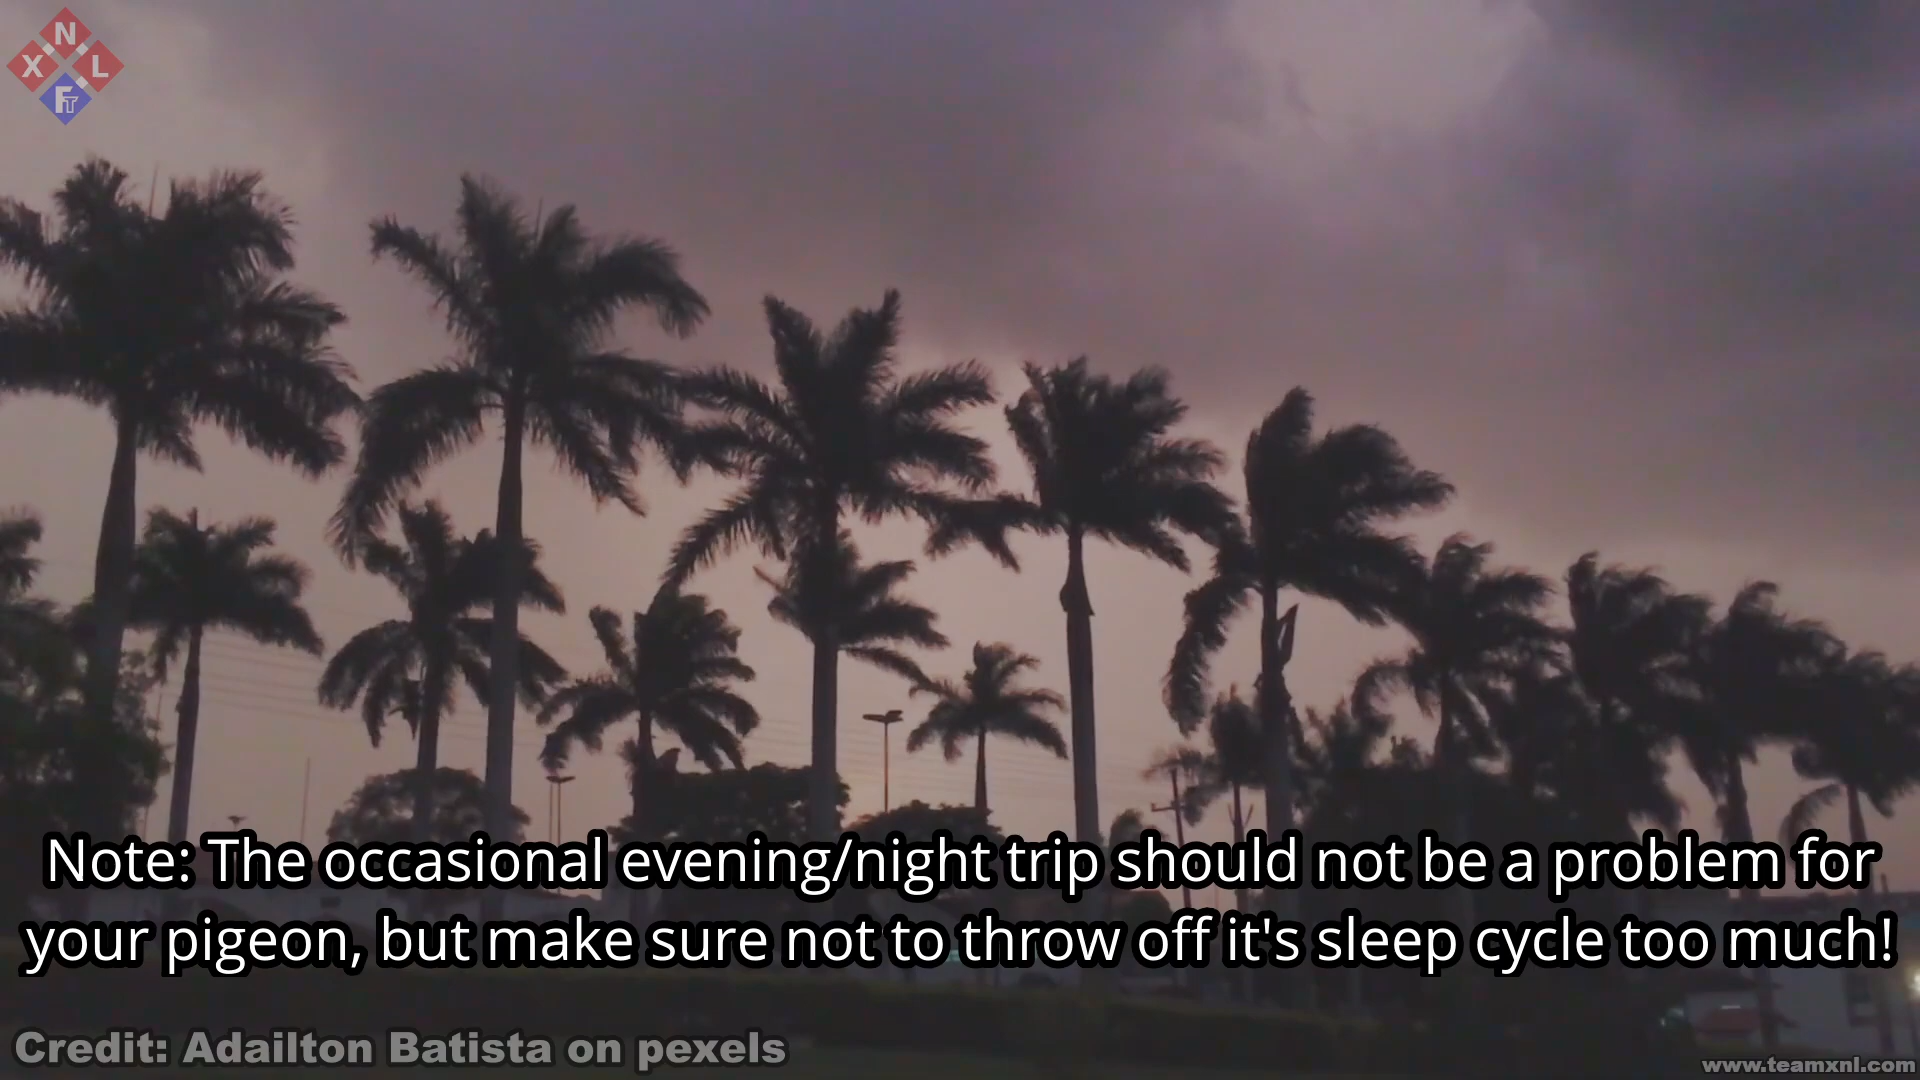 N
X L
FT
Note: The occasional evening/night trip should not be a problem for
your pigeon, but make sure not to throw off it's sleep cycle too much!
Credit: Adailton Batista on pexels
www.teamxnl.com